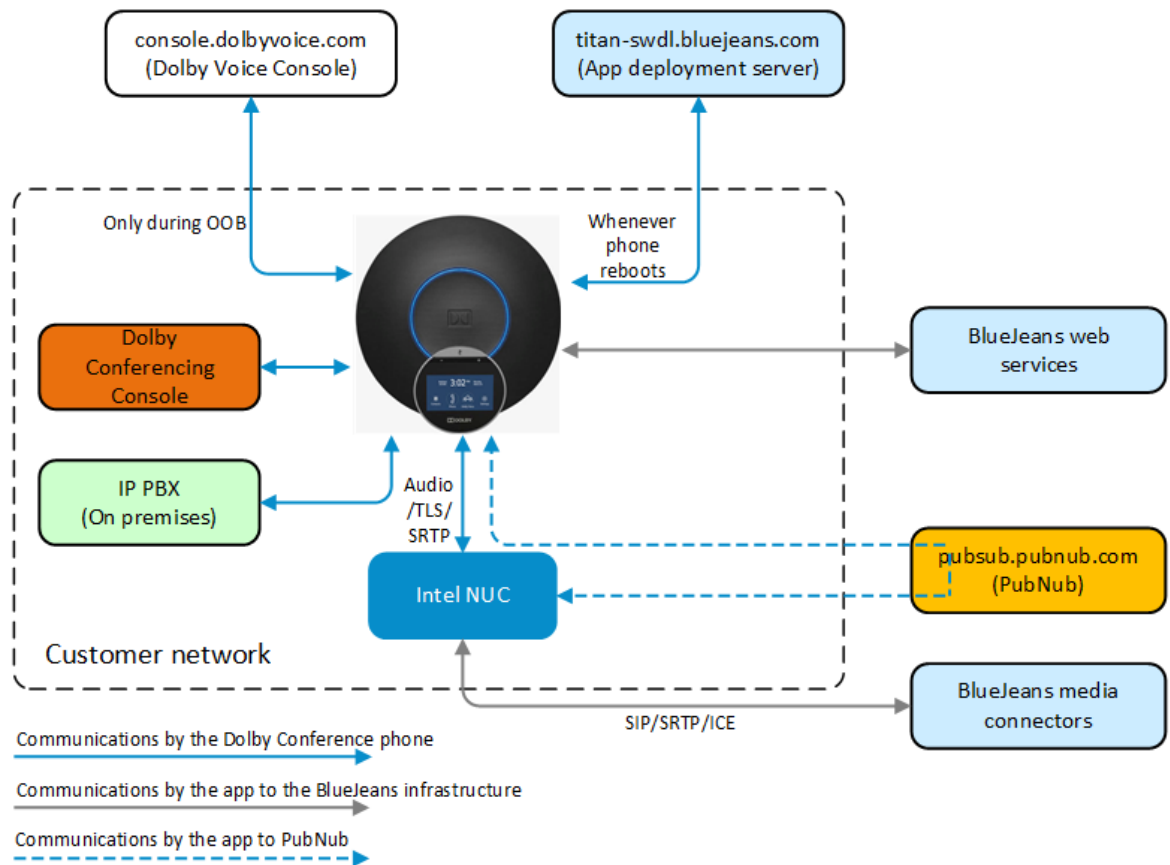 console.dolbyvoice.com
(Dolby Voice Console)
titan-swdl.bluejeans.com
(App deployment server)
Only during OOB
Whenever
phone
reboots
Dolby
Conferencing
Console
3.02
BlueJeans web
services
IP PBX
(On premises)
Audio
/TLS/
SRTP
Intel NUC
pubsub.pubnub.com
(PubNub)
Customer network
BlueJeans media
connectors
SIP/SRTP/ICE
Communications by the Dolby Conference phone
Communications by the app to the BlueJeans infrastructure
Communications by the app to PubNub